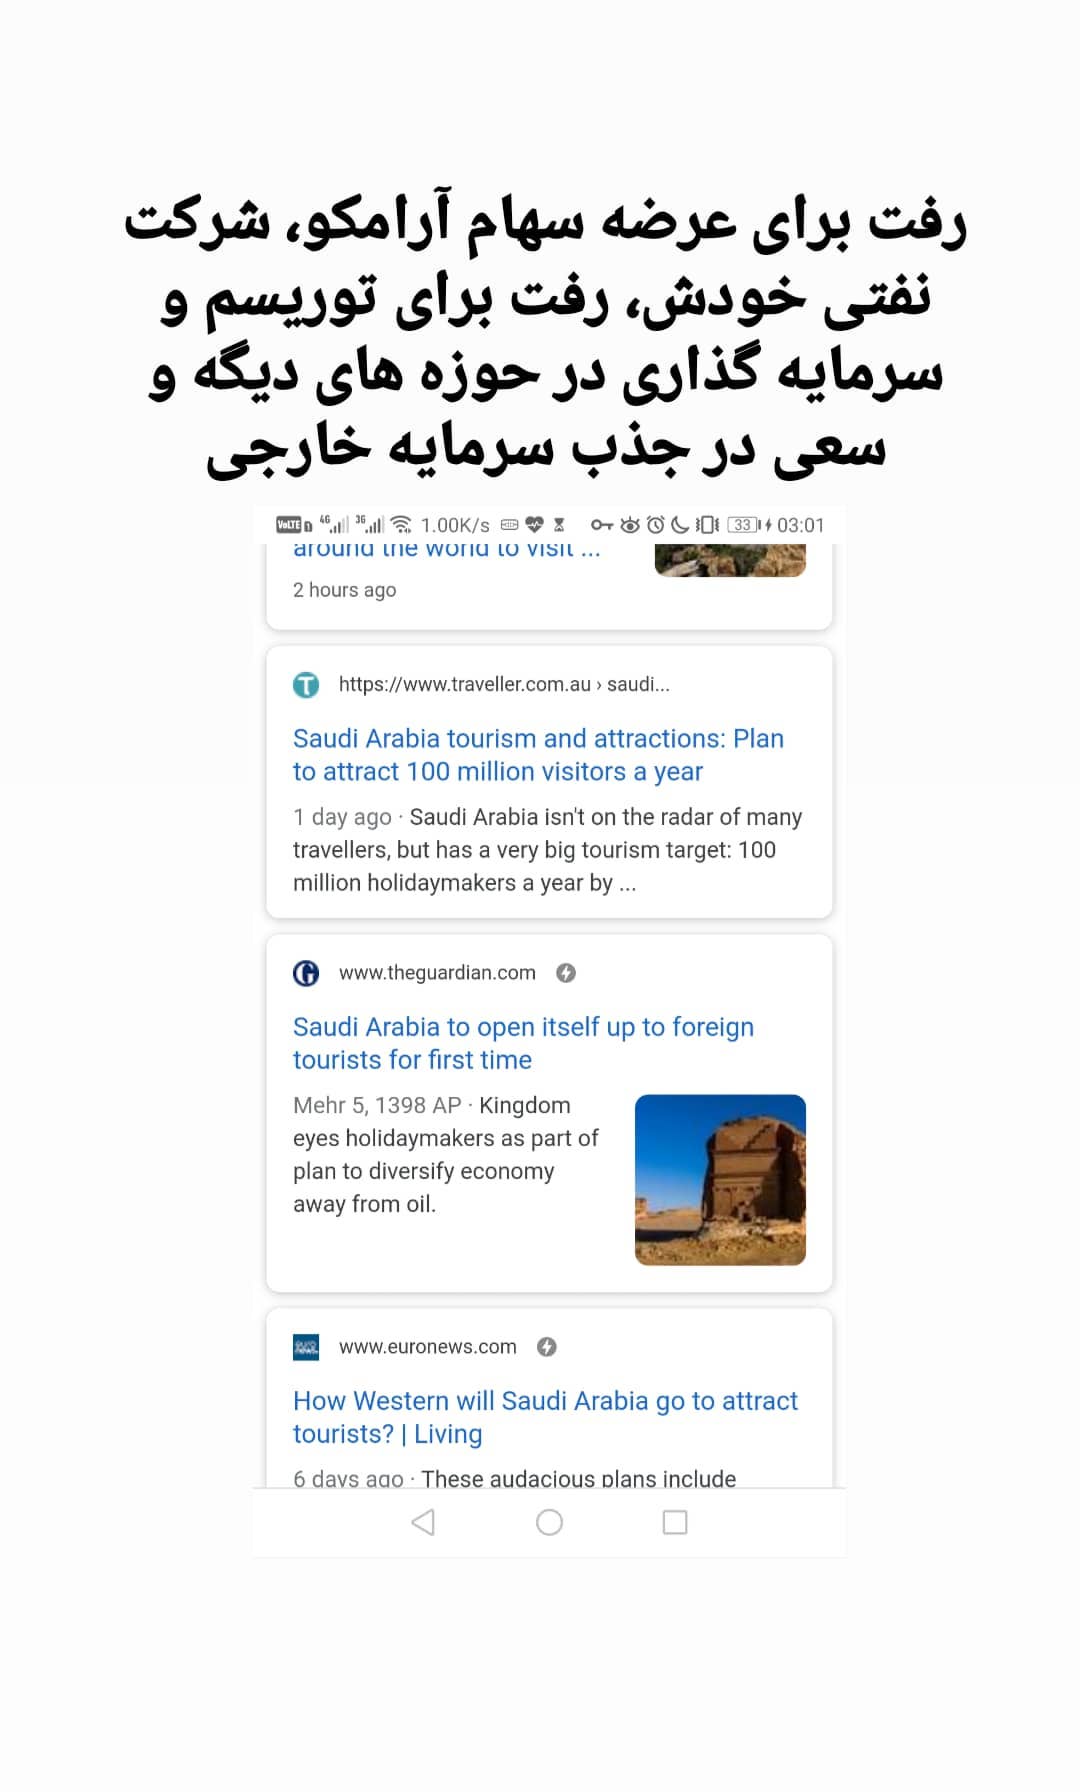 رفت برای عرضه سهام آرامکو، شرکت
نفتی خودش، رفت برای توریسم و
سرمایه گذاری در حوزه های دیگه و
سعی در جذب سرمایه خارجی
VoLTE 1 4G 3G 1.00K/s 33 03:01
around the world to visit ...
2 hours ago
https://www.traveller.com.au › saudi...
Saudi Arabia tourism and attractions: Plan
to attract 100 million visitors a year
1 day ago · Saudi Arabia isn't on the radar of many
travellers, but has a very big tourism target: 100
million holidaymakers a year by ...
www.theguardian.com
Saudi Arabia to open itself up to foreign
tourists for first time
Mehr 5, 1398 AP · Kingdom
eyes holidaymakers as part of
plan to diversify economy
away from oil.
www.euronews.com
How Western will Saudi Arabia go to attract
tourists? | Living
6 days ago · These audacious plans include